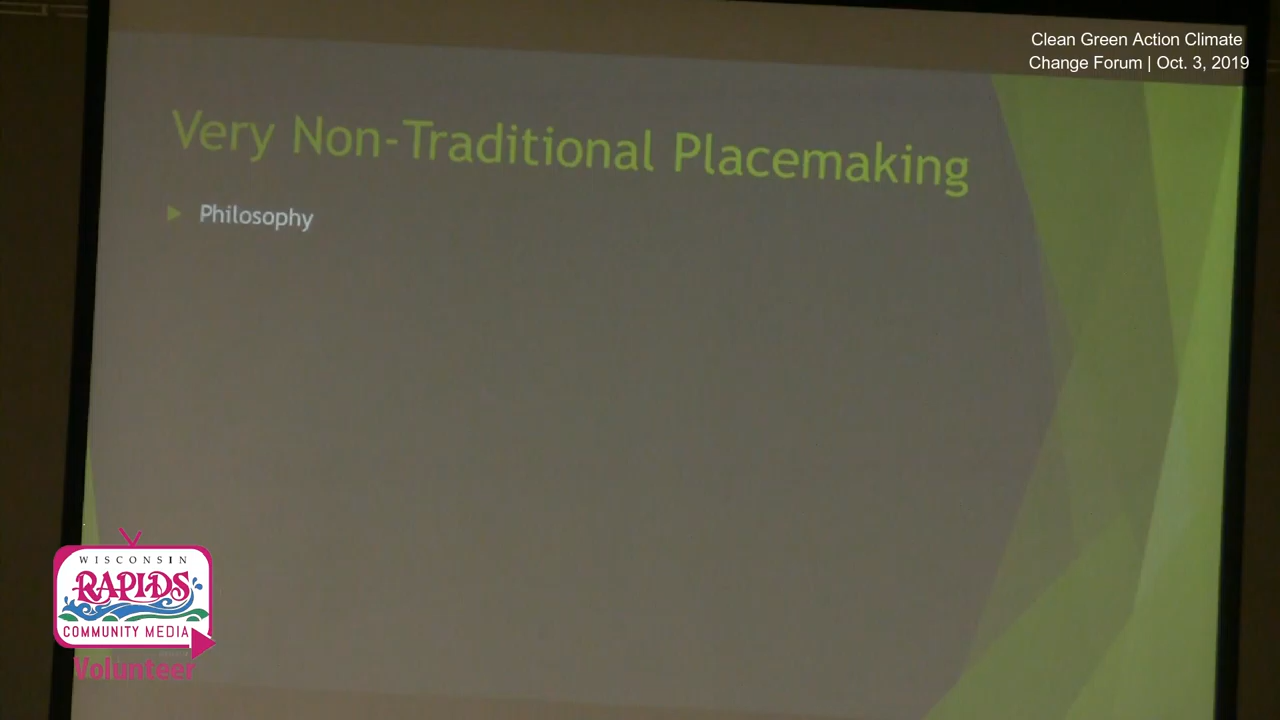 Clean Green Action Climate
Change Forum | Oct. 3, 2019
Very Non-Traditional Placemaking
Philosophy
WISCONSIN
RAPIDS
COMMUNITY MEDIA
Volunteer